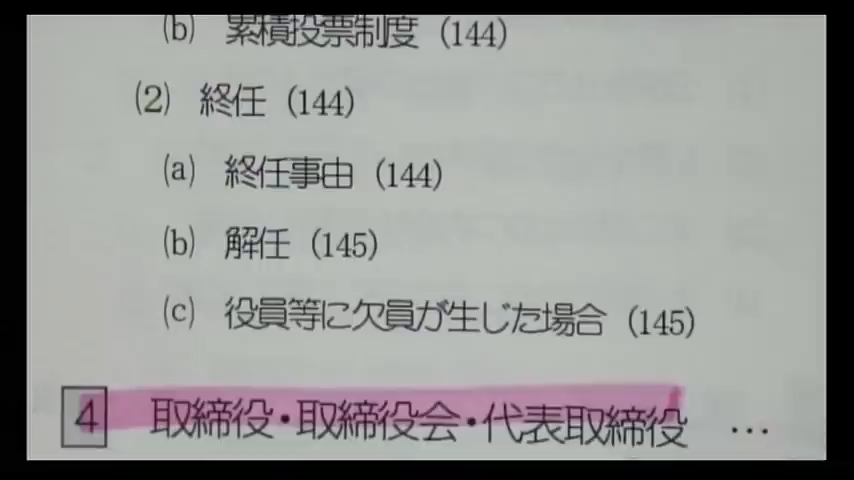 (b) 累積投票制度 (144)
(2) 終任 (144)
(a) 終任事由 (144)
(b) 解任 (145)
(c) 役員等に欠員が生じた場合 (145)
4 取締役・取締役会・代表取締役 …